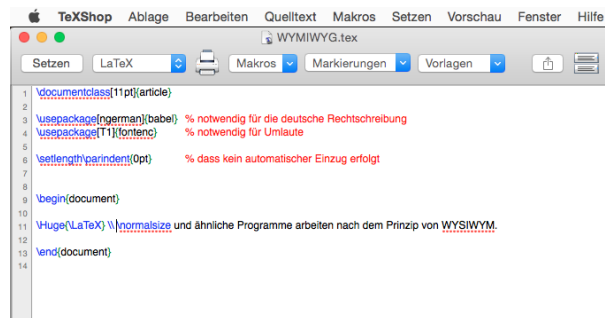 TeXShop Ablage Bearbeiten Quelltext Makros Setzen Vorschau Fenster Hilfe
WYMIWYG.tex
Setzen LaTeX Makros Markierungen Vorlagen
1 \documentclass[11pt]{article}
2
3 \usepackage[ngerman]{babel} % notwendig für die deutsche Rechtschreibung
4 \usepackage[T1]{fontenc} % notwendig für Umlaute
5
6 \setlength\parindent{0pt} % dass kein automatischer Einzug erfolgt
7
8
9 \begin{document}
10
11 \Huge{\LaTeX} \\ \normalsize und ähnliche Programme arbeiten nach dem Prinzip von WYSIWYM.
12
13 \end{document}
14